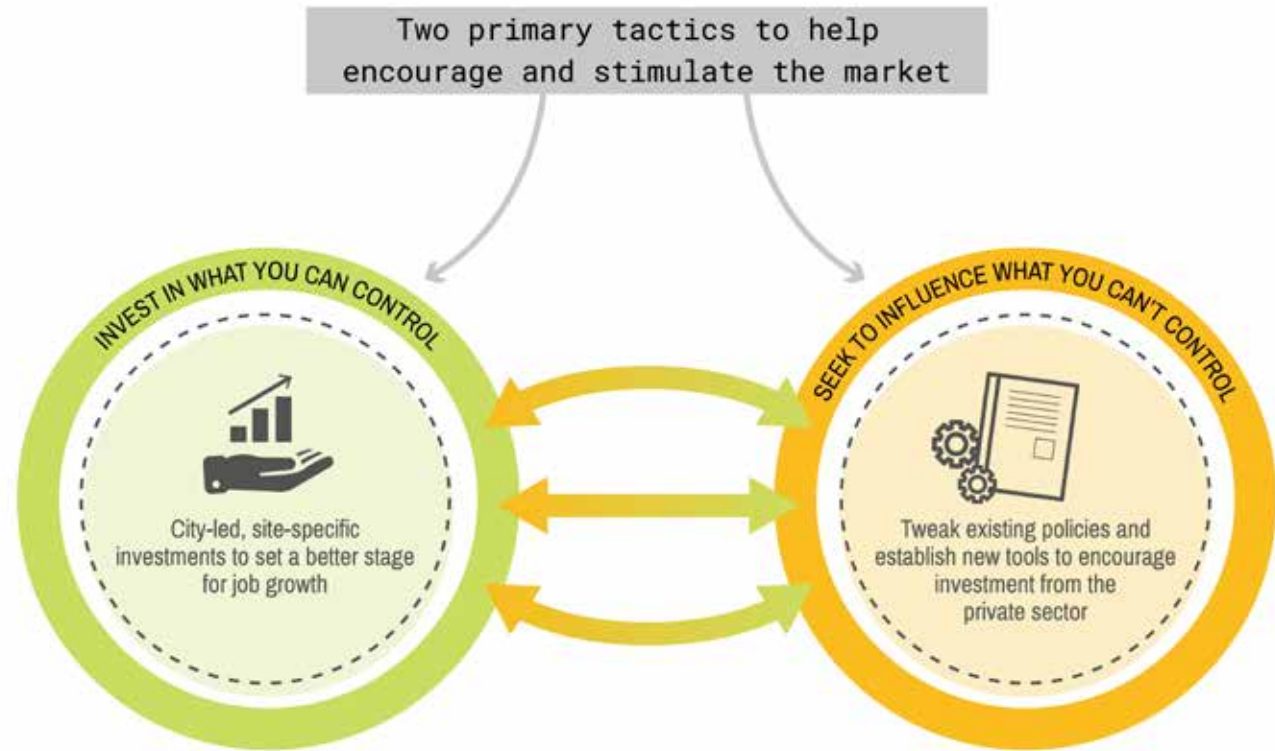 Two primary tactics to help
encourage and stimulate the market
INVEST IN WHAT YOU CAN CONTROL
City-led, site-specific
investments to set a better stage
for job growth
SEEK TO INFLUENCE WHAT YOU CAN'T CONTROL
Tweak existing policies and
establish new tools to encourage
investment from the
private sector